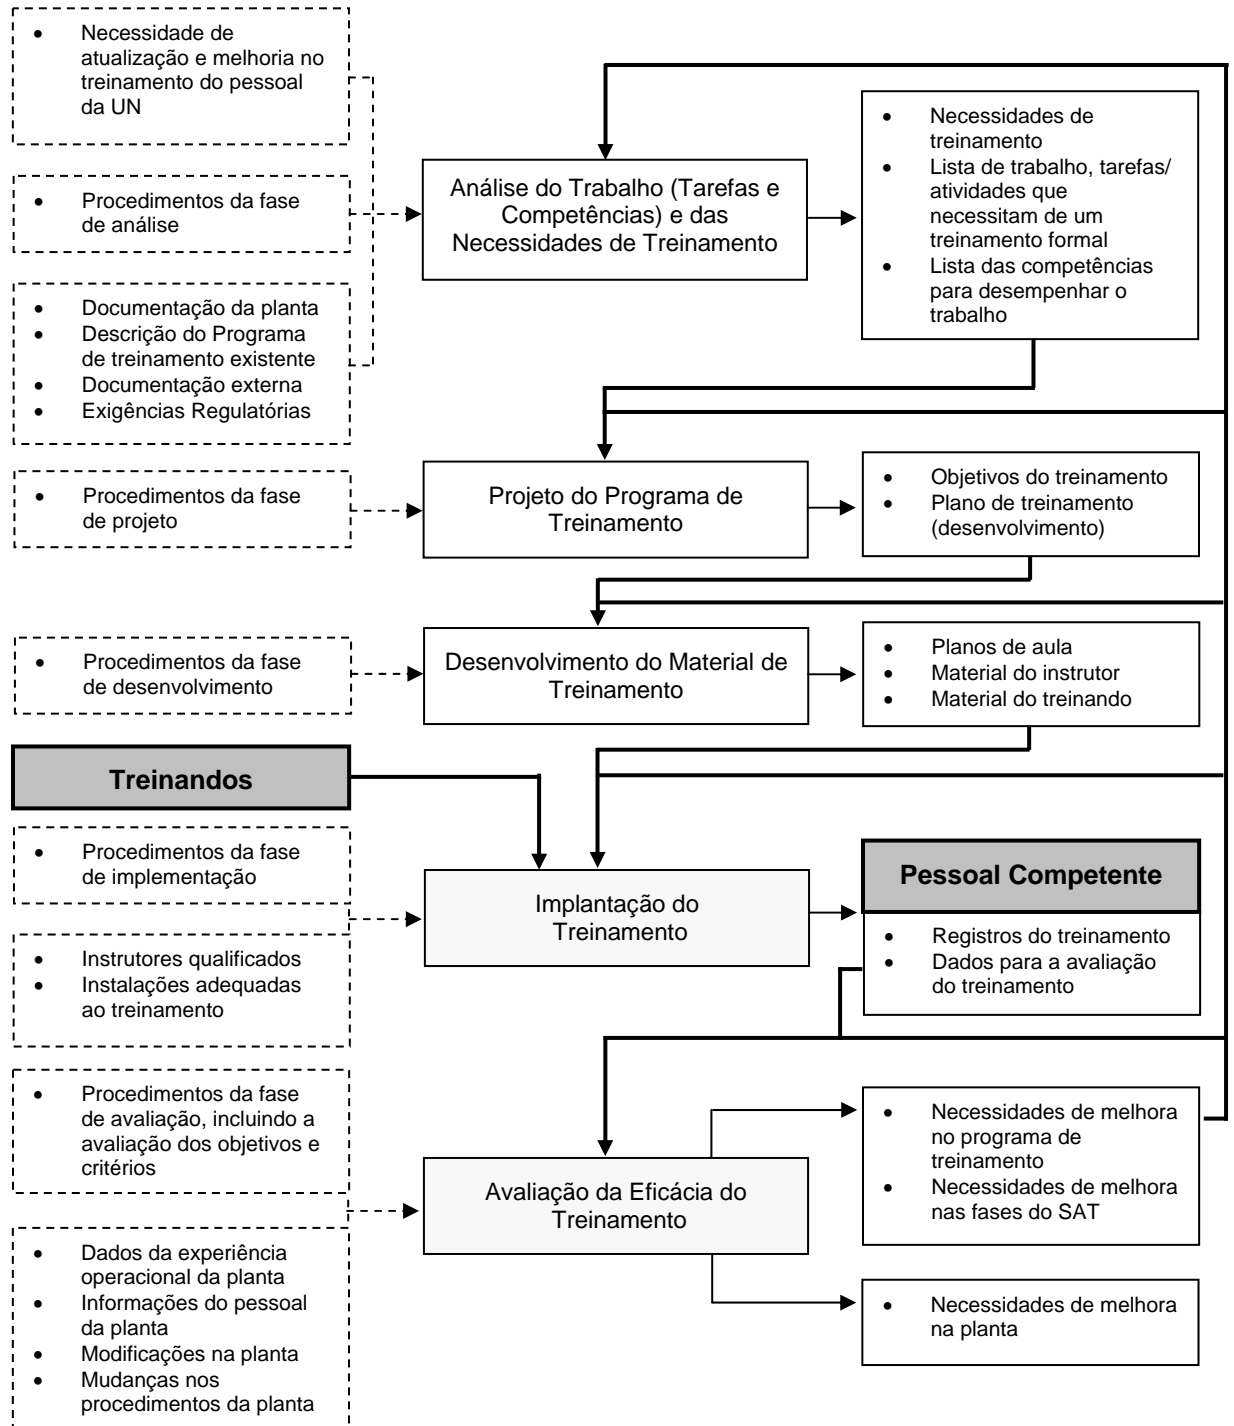 • Necessidade de
atualização e melhoria no
treinamento do pessoal
da UN
• Procedimentos da fase
de análise
• Documentação da planta
• Descrição do Programa
de treinamento existente
• Documentação externa
• Exigências Regulatórias
Análise do Trabalho (Tarefas e
Competências) e das
Necessidades de Treinamento
• Necessidades de
treinamento
• Lista de trabalho, tarefas/
atividades que
necessitam de um
treinamento formal
• Lista das competências
para desempenhar o
trabalho
• Procedimentos da fase
de projeto
Projeto do Programa de
Treinamento
• Objetivos do treinamento
• Plano de treinamento
(desenvolvimento)
• Procedimentos da fase
de desenvolvimento
Desenvolvimento do Material de
Treinamento
• Planos de aula
• Material do instrutor
• Material do treinando
Treinandos
• Procedimentos da fase
de implementação
• Instrutores qualificados
• Instalações adequadas
ao treinamento
Implantação do
Treinamento
Pessoal Competente
• Registros do treinamento
• Dados para a avaliação
do treinamento
• Procedimentos da fase
de avaliação, incluindo a
avaliação dos objetivos e
critérios
• Dados da experiência
operacional da planta
• Informações do pessoal
da planta
• Modificações na planta
• Mudanças nos
procedimentos da planta
Avaliação da Eficácia do
Treinamento
• Necessidades de melhora
no programa de
treinamento
• Necessidades de melhora
nas fases do SAT
• Necessidades de melhora
na planta